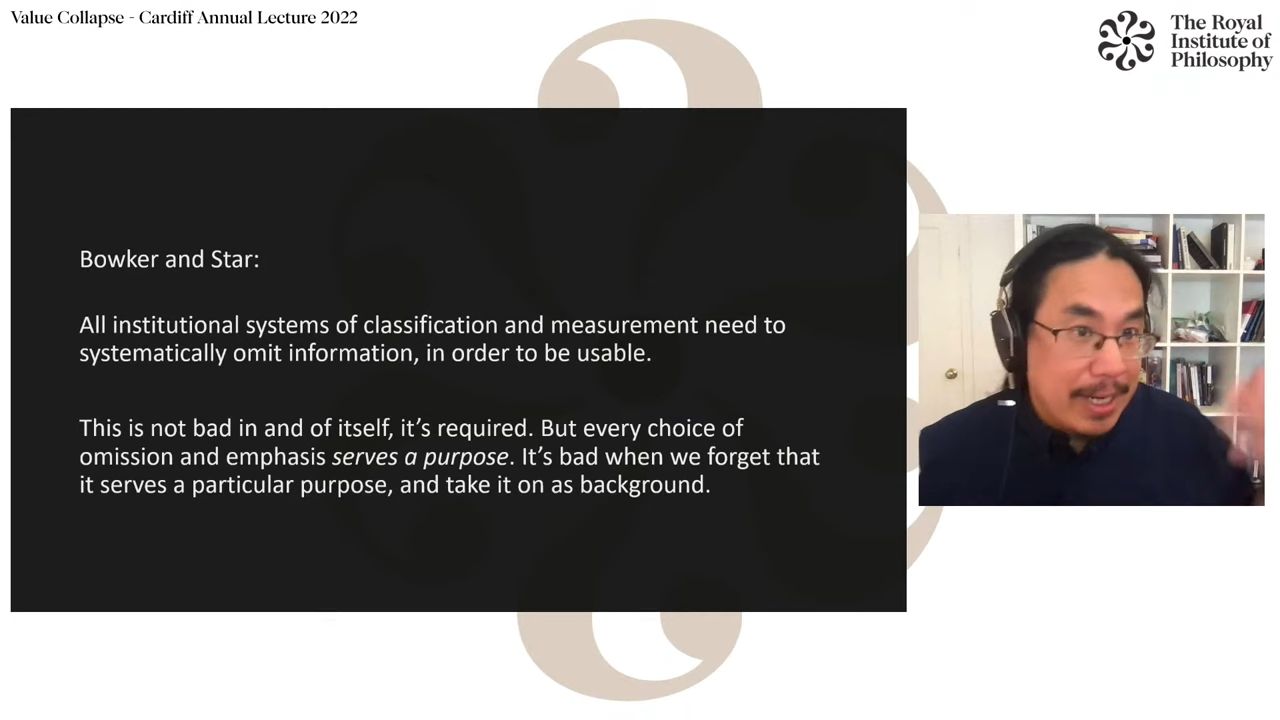 Value Collapse - Cardiff Annual Lecture 2022
The Royal
Institute of
Philosophy
Bowker and Star:
All institutional systems of classification and measurement need to
systematically omit information, in order to be usable.
This is not bad in and of itself, it's required. But every choice of
omission and emphasis serves a purpose. It's bad when we forget that
it serves a particular purpose, and take it on as background.